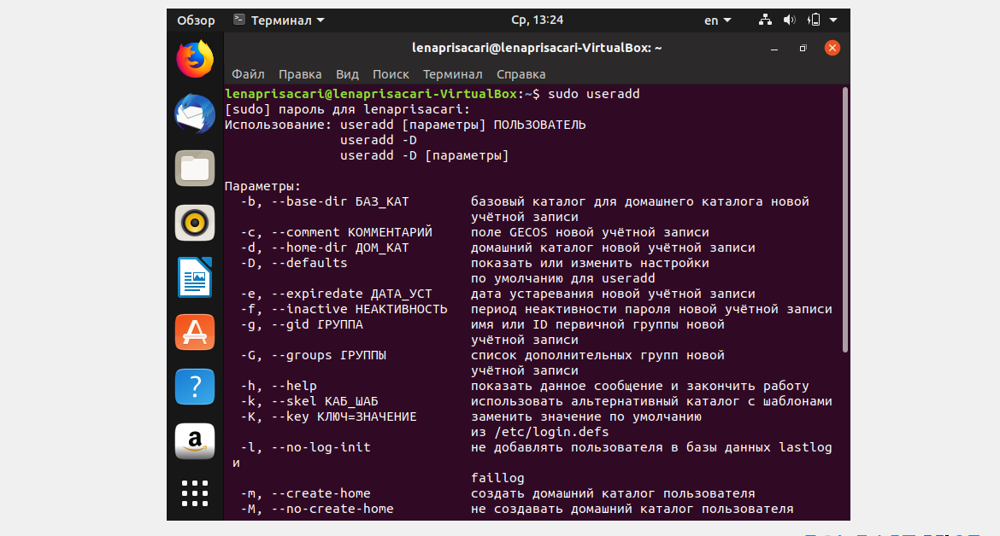 Обзор Терминал Ср, 13:24 en
lenaprisacari@lenaprisacari-VirtualBox: ~
Файл Правка Вид Поиск Терминал Справка
lenaprisacari@lenaprisacari-VirtualBox:~$ sudo useradd
[sudo] пароль для lenaprisacari:
Использование: useradd [параметры] ПОЛЬЗОВАТЕЛЬ
useradd -D
useradd -D [параметры]
Параметры:
-b, --base-dir БАЗ_КАТ базовый каталог для домашнего каталога новой
учётной записи
-c, --comment КОММЕНТАРИЙ поле GECOS новой учётной записи
-d, --home-dir ДОМ_КАТ домашний каталог новой учётной записи
-D, --defaults показать или изменить настройки
по умолчанию для useradd
-e, --expiredate ДАТА_УСТ дата устаревания новой учётной записи
-f, --inactive НЕАКТИВНОСТЬ период неактивности пароля новой учётной записи
-g, --gid ГРУППА имя или ID первичной группы новой
учётной записи
-G, --groups ГРУППЫ список дополнительных групп новой
учётной записи
-h, --help показать данное сообщение и закончить работу
-k, --skel КАБ_ШАБ использовать альтернативный каталог с шаблонами
-K, --key КЛЮЧ=ЗНАЧЕНИЕ заменить значение по умолчанию
из /etc/login.defs
-l, --no-log-init не добавлять пользователя в базы данных lastlog
и
faillog
-m, --create-home создать домашний каталог пользователя
-M, --no-create-home не создавать домашний каталог пользователя